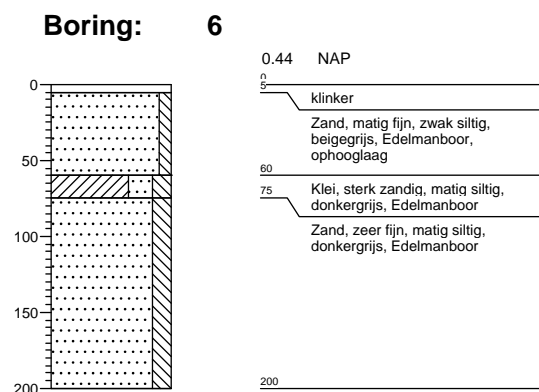 Boring: 6
0.44 NAP
0
5
klinker
Zand, matig fijn, zwak siltig,
beigegrijs, Edelmanboor,
ophooglaag
60
Klei, sterk zandig, matig siltig,
donkergrijs, Edelmanboor
75
Zand, zeer fijn, matig siltig,
donkergrijs, Edelmanboor
200
0
50
100
150
200